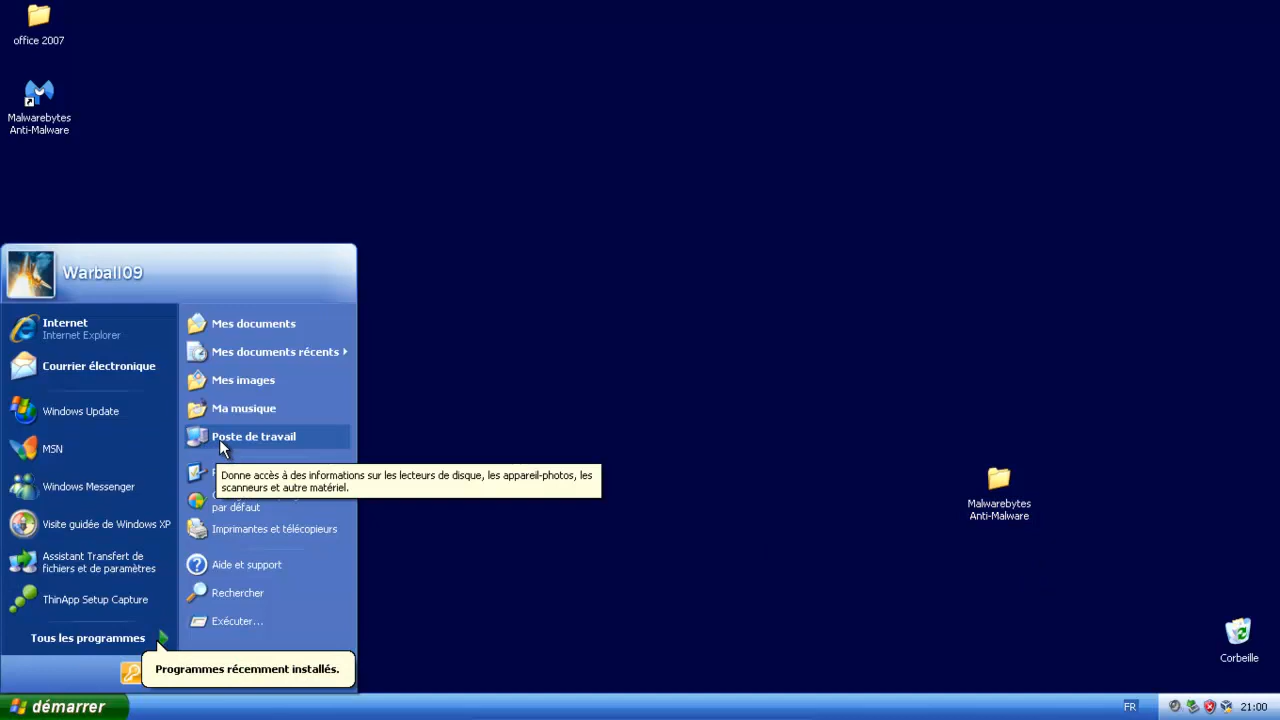 office 2007
Malwarebytes
Anti-Malware
Warball09
Internet
Internet Explorer
Courrier électronique
Windows Update
MSN
Windows Messenger
Visite guidée de Windows XP
Assistant Transfert de
fichiers et de paramètres
ThinApp Setup Capture
Tous les programmes
Mes documents
Mes documents récents
Mes images
Ma musique
Poste de travail
Donne accès à des informations sur les lecteurs de disque, les appareil-photos, les
scanneurs et autre matériel.
par défaut
Imprimantes et télécopieurs
Aide et support
Rechercher
Exécuter...
Programmes récemment installés.
Malwarebytes
Anti-Malware
Corbeille
démarrer
FR
21:00